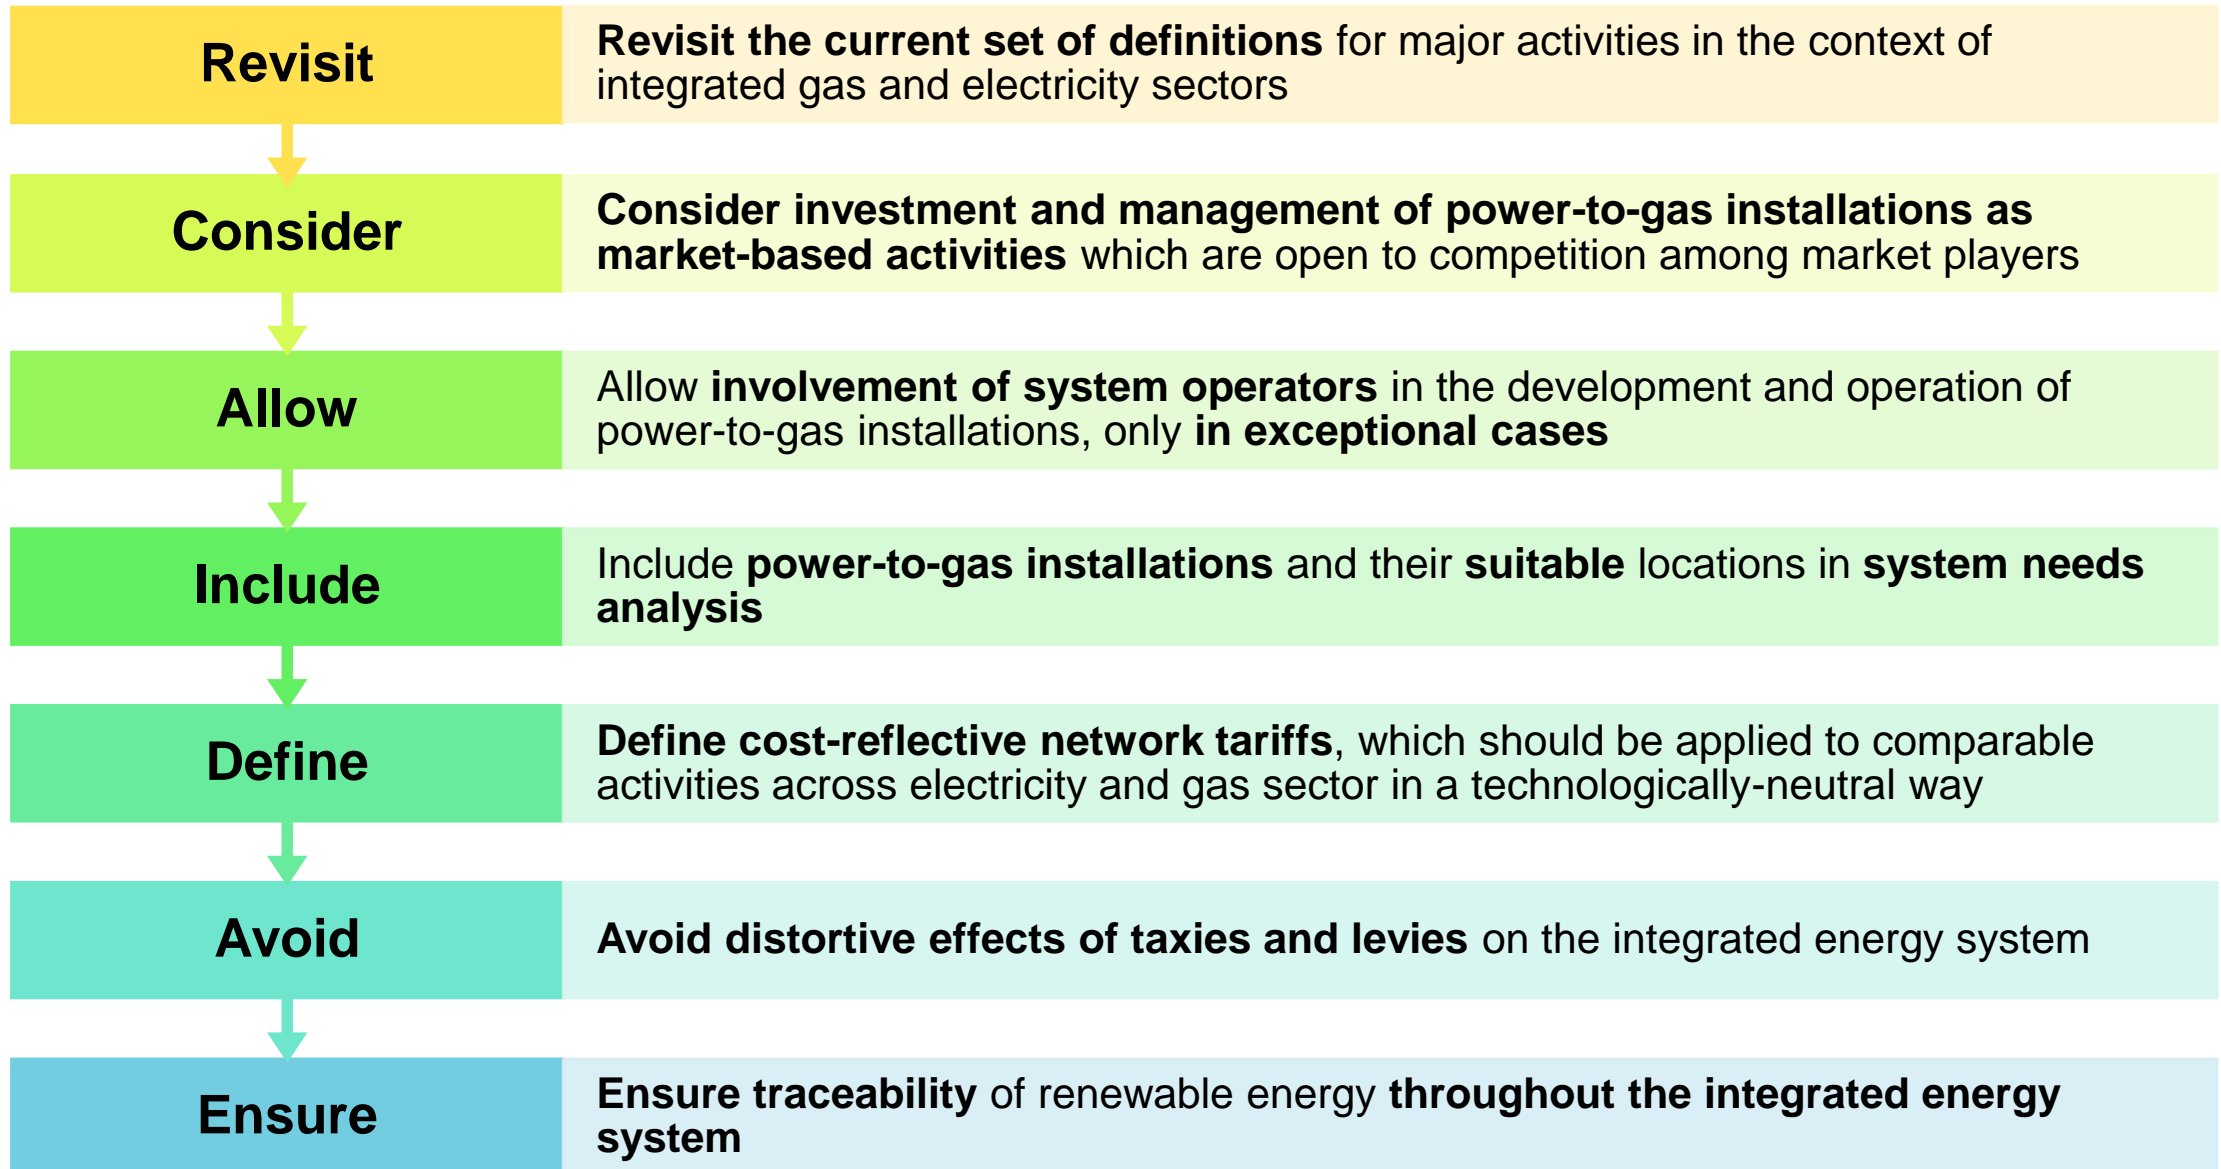 Revisit
Revisit the current set of definitions for major activities in the context of
integrated gas and electricity sectors
Consider
Consider investment and management of power-to-gas installations as
market-based activities which are open to competition among market players
Allow
Allow involvement of system operators in the development and operation of
power-to-gas installations, only in exceptional cases
Include
Include power-to-gas installations and their suitable locations in system needs
analysis
Define
Define cost-reflective network tariffs, which should be applied to comparable
activities across electricity and gas sector in a technologically-neutral way
Avoid
Avoid distortive effects of taxies and levies on the integrated energy system
Ensure
Ensure traceability of renewable energy throughout the integrated energy
system